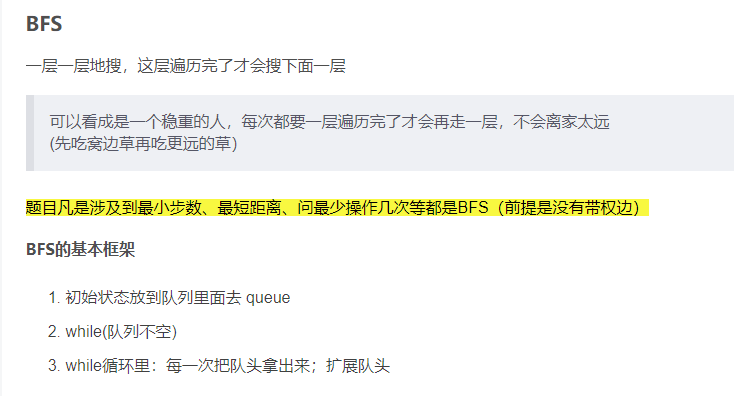 BFS
一层一层地搜，这层遍历完了才会搜下面一层
可以看成是一个稳重的人，每次都要一层遍历完了才会再走一层，不会离家太远
(先吃窝边草再吃更远的草)
题目凡是涉及到最小步数、最短距离、问最少操作几次等都是BFS（前提是没有带权边）
BFS的基本框架
1. 初始状态放到队列里面去 queue
2. while(队列不空)
3. while循环里：每一次把队头拿出来；扩展队头